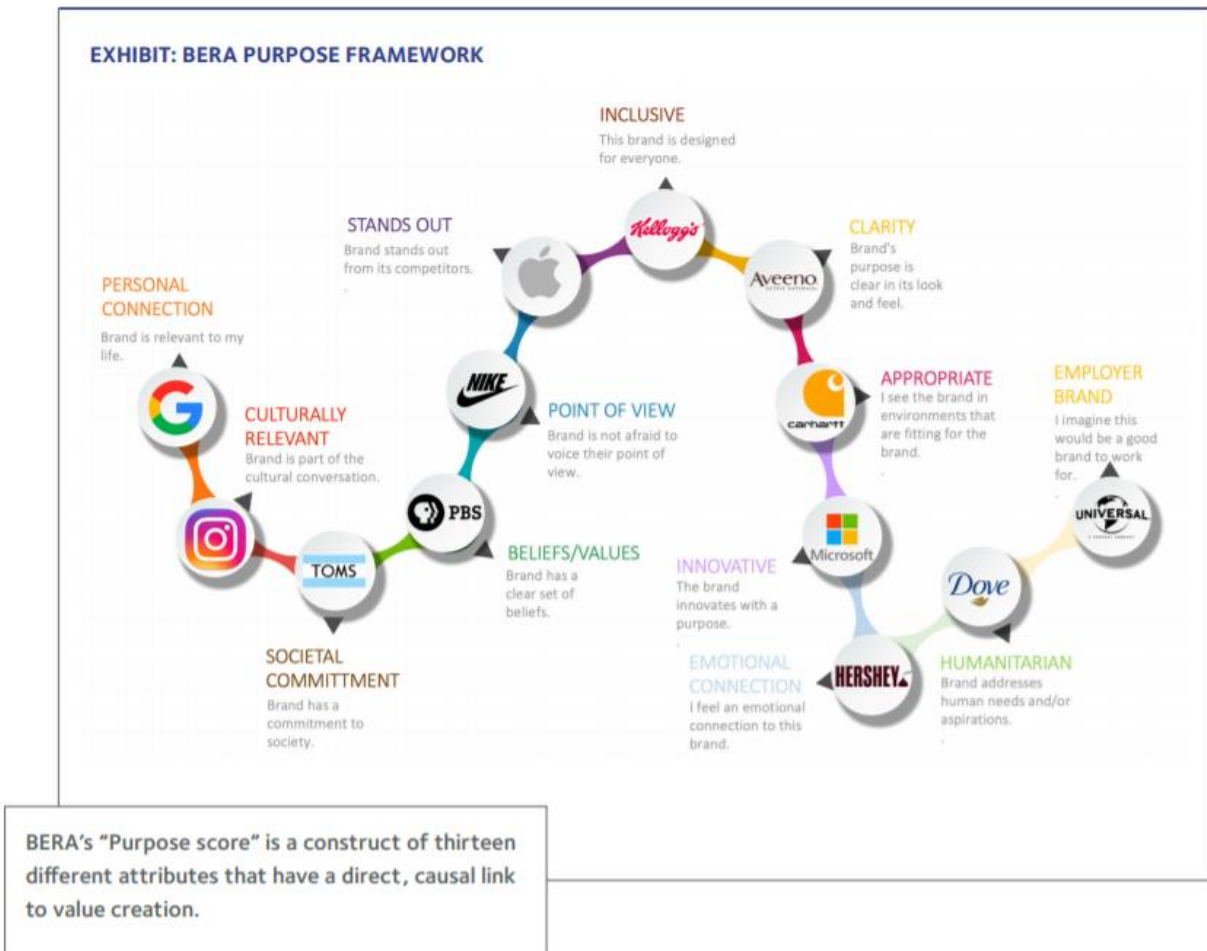 EXHIBIT: BERA PURPOSE FRAMEWORK
INCLUSIVE
This brand is designed
for everyone.
Kellogg's
STANDS OUT
Brand stands out
from its competitors.
.
CLARITY
Brand's
purpose is
clear in its look
and feel.
Aveeno
PERSONAL
CONNECTION
Brand is relevant to my
life.
G
CULTURALLY
RELEVANT
Brand is part of the
cultural conversation.
TOMS
SOCIETAL
COMMITTMENT
Brand has a
commitment to
society.
PBS
BELIEFS/VALUES
Brand has a
clear set of
beliefs.
NIKE
POINT OF VIEW
Brand is not afraid to
voice their point of
view.
carhartt
APPROPRIATE
I see the brand in
environments that
are fitting for the
brand.
.
Microsoft
INNOVATIVE
The brand
innovates with a
purpose.
.
EMOTIONAL
CONNECTION
I feel an emotional
connection to this
brand.
HERSHEY
Dove
HUMANITARIAN
Brand addresses
human needs and/or
aspirations.
.
EMPLOYER
BRAND
I imagine this
would be a good
brand to work
for.
.
UNIVERSAL
BERA's "Purpose score" is a construct of thirteen
different attributes that have a direct, causal link
to value creation.